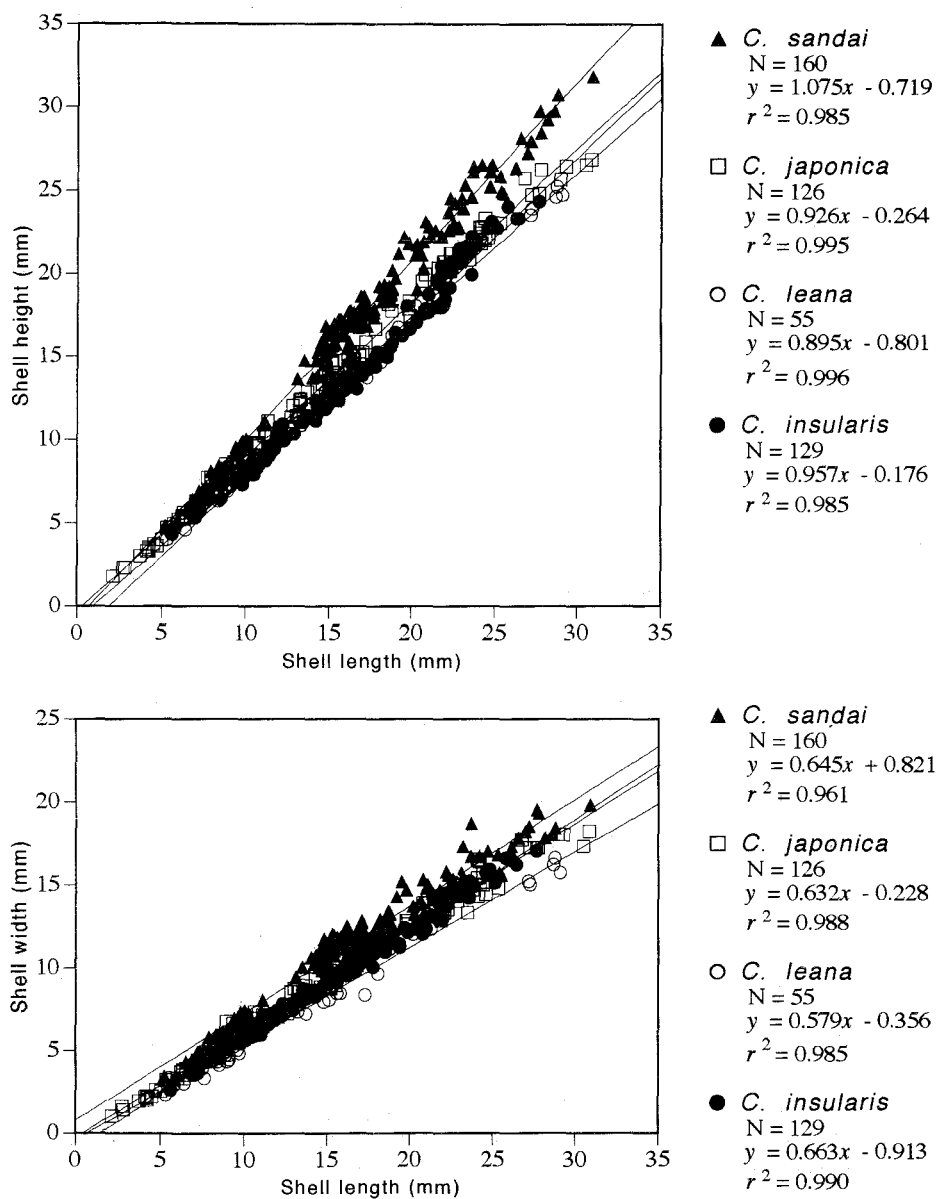 35
30
25
20
15
10
5
0
Shell height (mm)
0 5 10 15 20 25 30 35
Shell length (mm)
▲ C. sandai
N = 160
y = 1.075x - 0.719
r² = 0.985
□ C. japonica
N = 126
y = 0.926x - 0.264
r² = 0.995
○ C. leana
N = 55
y = 0.895x - 0.801
r² = 0.996
● C. insularis
N = 129
y = 0.957x - 0.176
r² = 0.985
25
20
15
10
5
0
Shell width (mm)
0 5 10 15 20 25 30 35
Shell length (mm)
▲ C. sandai
N = 160
y = 0.645x + 0.821
r² = 0.961
□ C. japonica
N = 126
y = 0.632x - 0.228
r² = 0.988
○ C. leana
N = 55
y = 0.579x - 0.356
r² = 0.985
● C. insularis
N = 129
y = 0.663x - 0.913
r² = 0.990